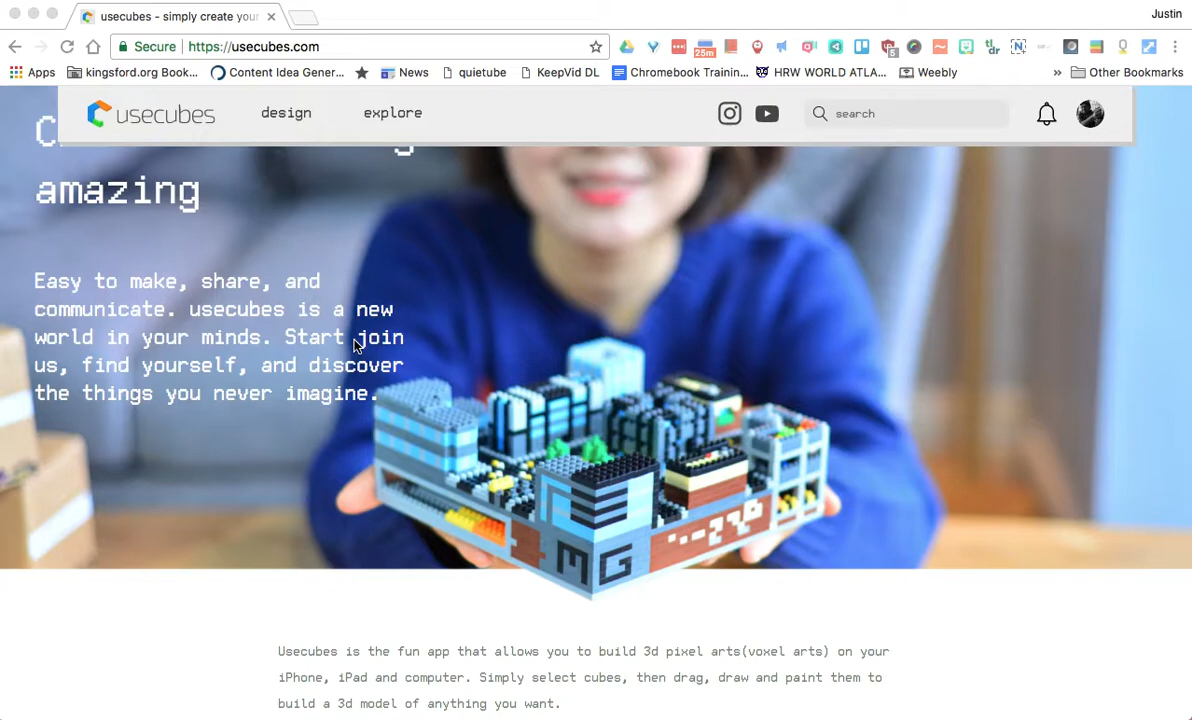 usecubes - simply create your
Justin
Secure
https://usecubes.com
25m
5
tl;dr
N
Apps
kingsford.org Book...
Content Idea Gener...
News
quietube
KeepVid DL
Chromebook Trainin...
HRW WORLD ATLA...
Weebly
»
Other Bookmarks
usecubes
design
explore
search
amazing
Easy to make, share, and
communicate. usecubes is a new
world in your minds. Start join
us, find yourself, and discover
the things you never imagine.
MG
Usecubes is the fun app that allows you to build 3d pixel arts(voxel arts) on your
iPhone, iPad and computer. Simply select cubes, then drag, draw and paint them to
build a 3d model of anything you want.